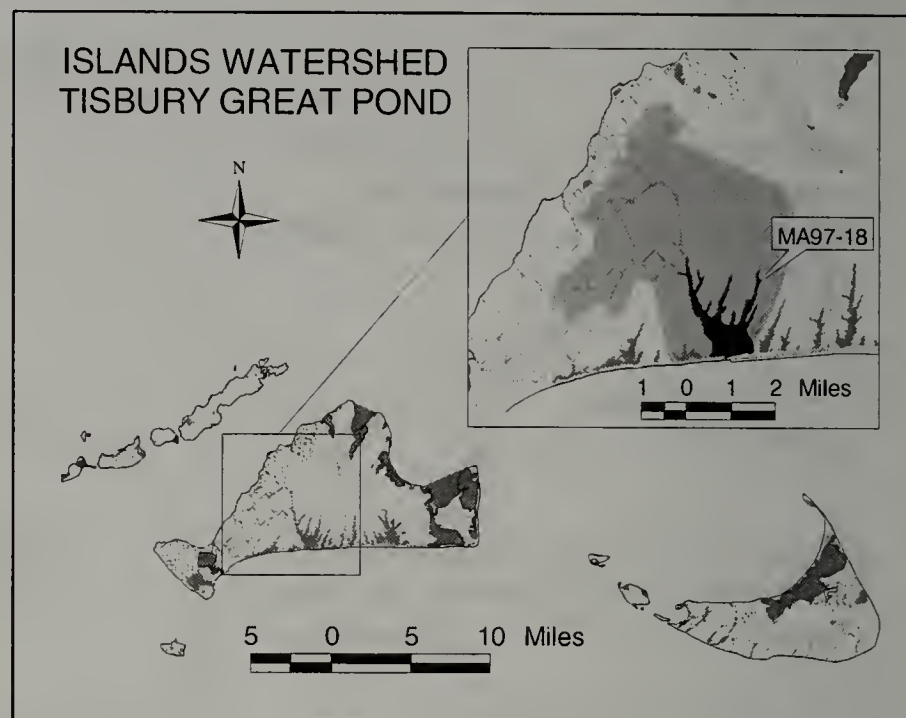 ISLANDS WATERSHED
TISBURY GREAT POND
N
MA97-18
1 0 1 2 Miles
5 0 5 10 Miles